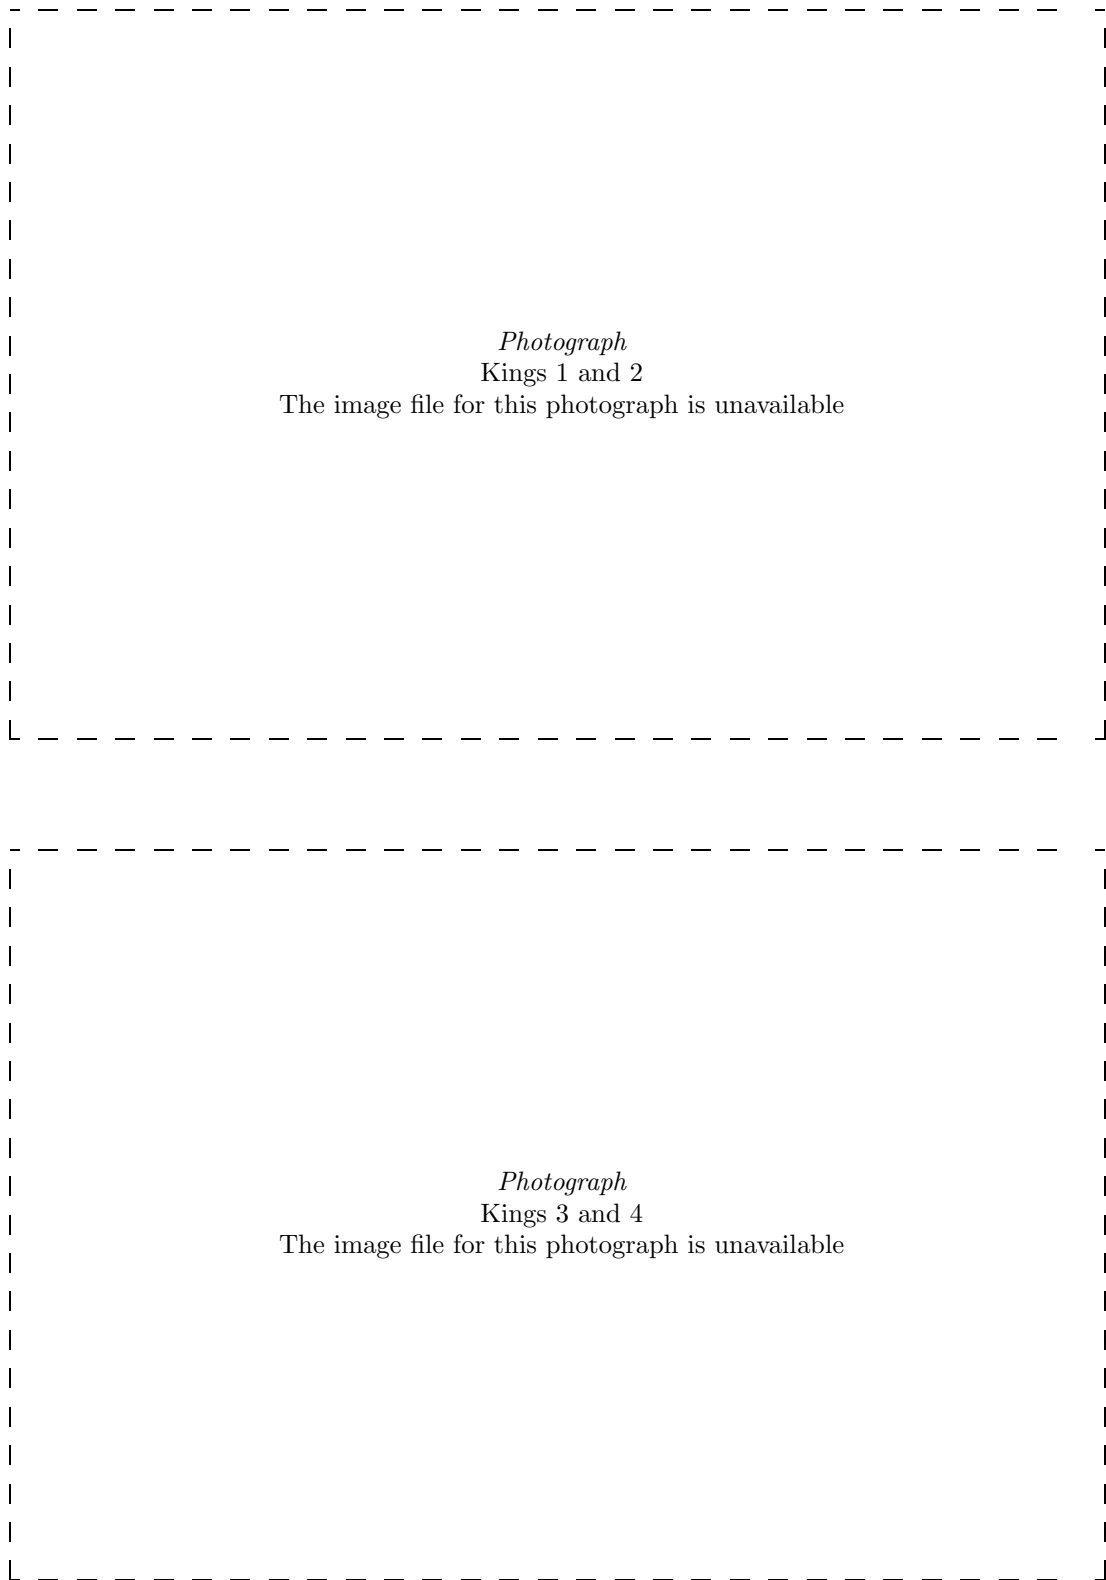 Photograph
Kings 1 and 2
The image file for this photograph is unavailable
Photograph
Kings 3 and 4
The image file for this photograph is unavailable